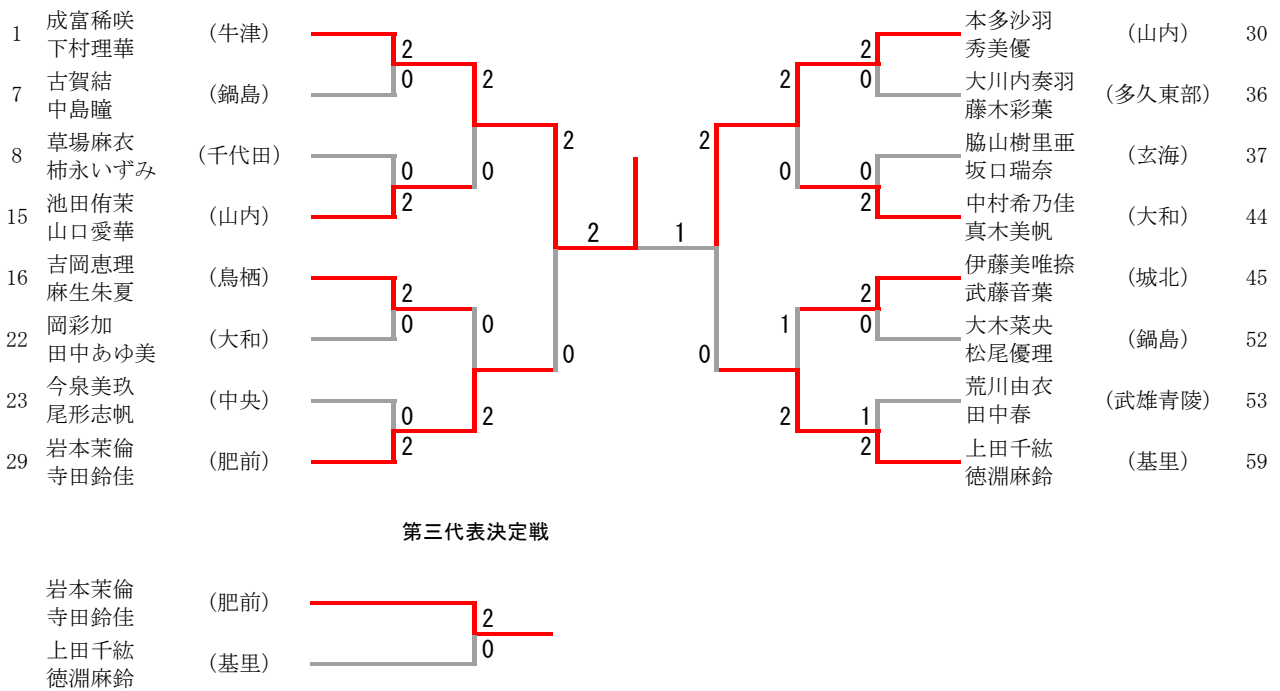 1 成富稀咲 下村理華 (牛津)
7 古賀結 中島瞳 (鍋島)
2
0
2
8 草場麻衣 柿永いずみ (千代田)
15 池田侑茉 山口愛華 (山内)
0
2
0
2
16 吉岡恵理 麻生朱夏 (鳥栖)
22 岡彩加 田中あゆ美 (大和)
2
0
0
23 今泉美玖 尾形志帆 (中央)
29 岩本茉倫 寺田鈴佳 (肥前)
0
2
2
0
2
1
本多沙羽 秀美優 (山内) 30
大川内奏羽 藤木彩葉 (多久東部) 36
2
0
2
脇山樹里亜 坂口瑞奈 (玄海) 37
中村希乃佳 真木美帆 (大和) 44
0
2
0
2
伊藤美唯捺 武藤音葉 (城北) 45
大木菜央 松尾優理 (鍋島) 52
2
0
1
荒川由衣 田中春 (武雄青陵) 53
上田千紘 徳淵麻鈴 (基里) 59
1
2
2
0
第三代表決定戦
岩本茉倫 寺田鈴佳 (肥前)
上田千紘 徳淵麻鈴 (基里)
2
0